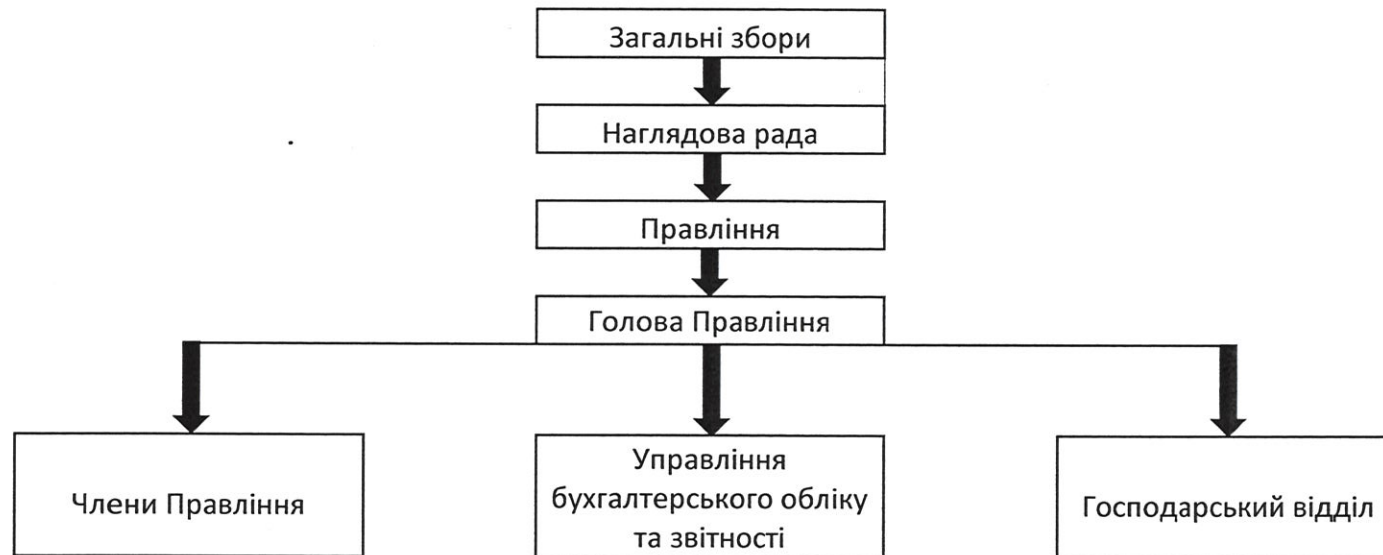 Загальні збори
Наглядова рада
Правління
Голова Правління
Члени Правління
Управління
бухгалтерського обліку
та звітності
Господарський відділ